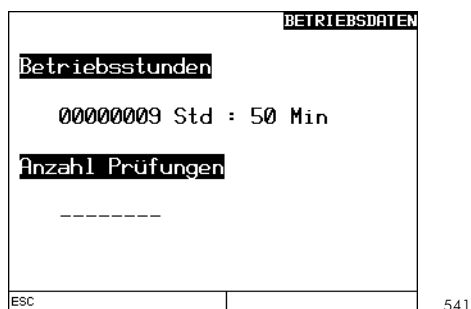 BETRIEBSDATEN
Betriebsstunden
00000009 Std : 50 Min
Anzahl Prüfungen
--------
ESC
541